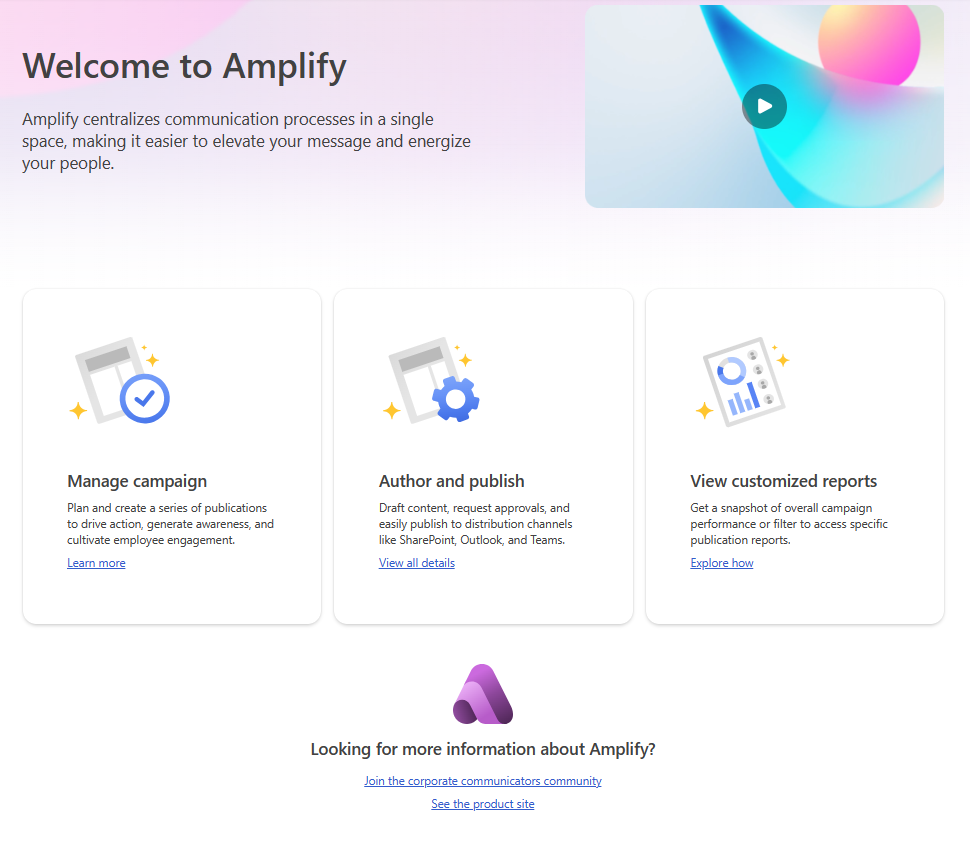 Welcome to Amplify
Amplify centralizes communication processes in a single
space, making it easier to elevate your message and energize
your people.
Manage campaign
Plan and create a series of publications
to drive action, generate awareness, and
cultivate employee engagement.
Learn more
Author and publish
Draft content, request approvals, and
easily publish to distribution channels
like SharePoint, Outlook, and Teams.
View all details
View customized reports
Get a snapshot of overall campaign
performance or filter to access specific
publication reports.
Explore how
Looking for more information about Amplify?
Join the corporate communicators community
See the product site